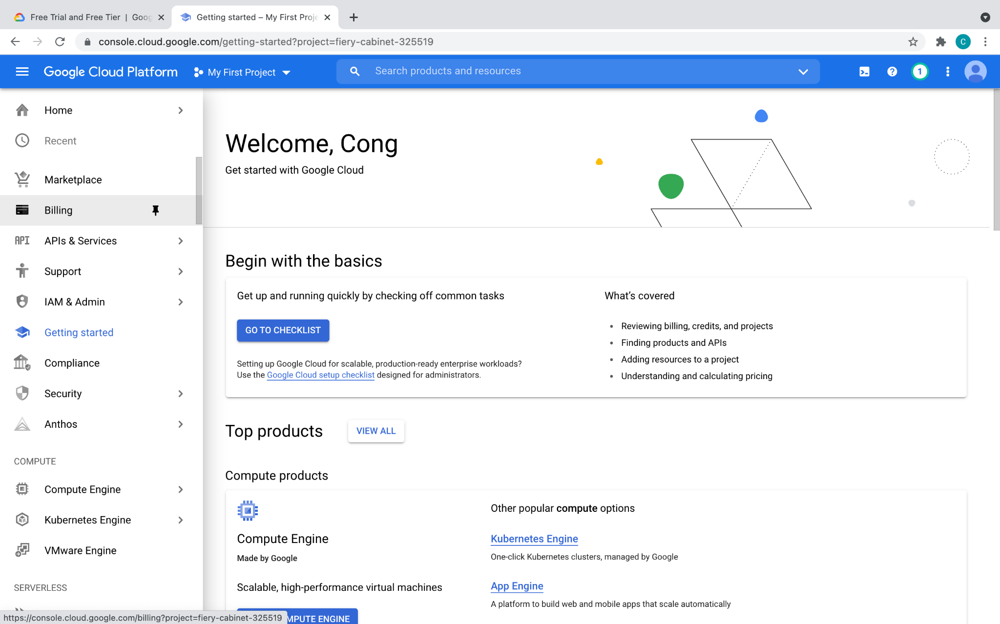 Free Trial and Free Tier | Goog
Getting started – My First Proje
console.cloud.google.com/getting-started?project=fiery-cabinet-325519
C
Google Cloud Platform
My First Project
Search products and resources
1
Home
Recent
Marketplace
Billing
API
APIs & Services
Support
IAM & Admin
Getting started
Compliance
Security
Anthos
COMPUTE
Compute Engine
Kubernetes Engine
VMware Engine
SERVERLESS
https://console.cloud.google.com/billing?project=fiery-cabinet-325519
Welcome, Cong
Get started with Google Cloud
Begin with the basics
Get up and running quickly by checking off common tasks
GO TO CHECKLIST
Setting up Google Cloud for scalable, production-ready enterprise workloads?
Use the Google Cloud setup checklist designed for administrators.
What's covered
• Reviewing billing, credits, and projects
• Finding products and APIs
• Adding resources to a project
• Understanding and calculating pricing
Top products
VIEW ALL
Compute products
Compute Engine
Made by Google
Scalable, high-performance virtual machines
MPUTE ENGINE
Other popular compute options
Kubernetes Engine
One-click Kubernetes clusters, managed by Google
App Engine
A platform to build web and mobile apps that scale automatically